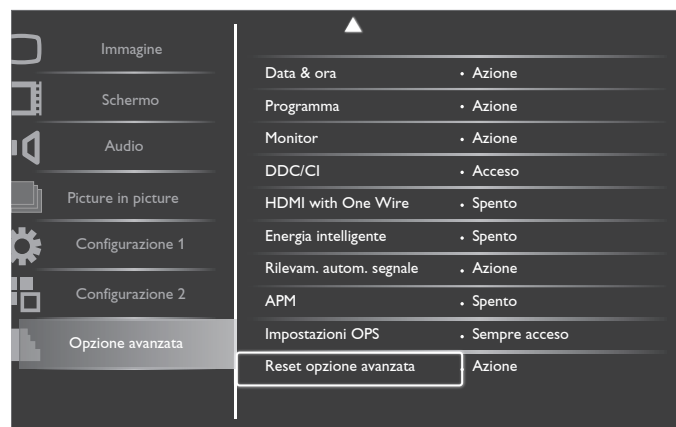 Immagine
Schermo
Audio
Picture in picture
Configurazione 1
Configurazione 2
Opzione avanzata
Data & ora • Azione
Programma • Azione
Monitor • Azione
DDC/CI • Acceso
HDMI with One Wire • Spento
Energia intelligente • Spento
Rilevam. autom. segnale • Azione
APM • Spento
Impostazioni OPS • Sempre acceso
Reset opzione avanzata • Azione